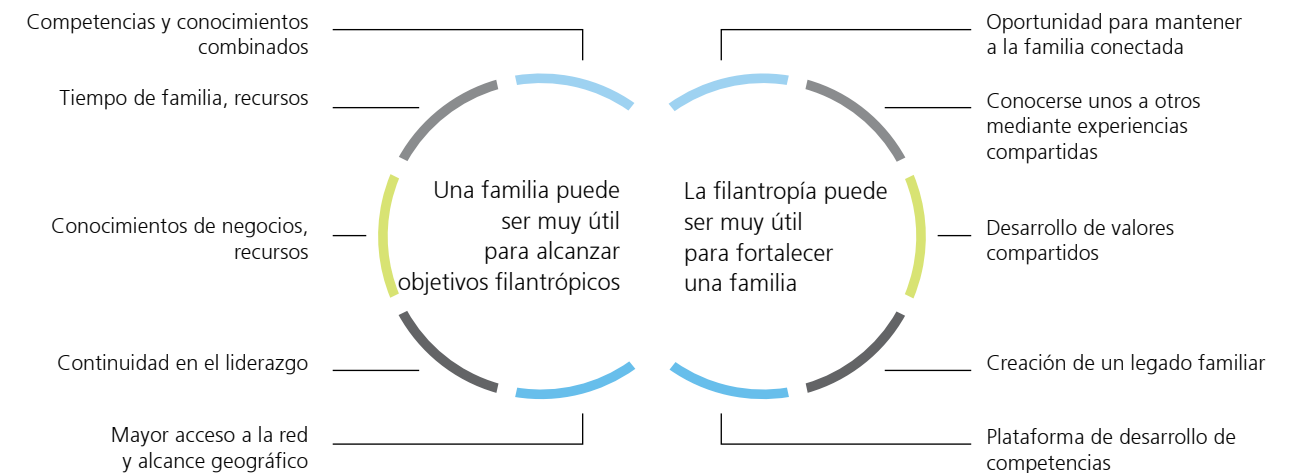 Competencias y conocimientos
combinados
Tiempo de familia, recursos
Conocimientos de negocios,
recursos
Continuidad en el liderazgo
Mayor acceso a la red
y alcance geográfico
Una familia puede
ser muy útil
para alcanzar
objetivos filantrópicos
La filantropía puede
ser muy útil
para fortalecer
una familia
Oportunidad para mantener
a la familia conectada
Conocerse unos a otros
mediante experiencias
compartidas
Desarrollo de valores
compartidos
Creación de un legado familiar
Plataforma de desarrollo de
competencias